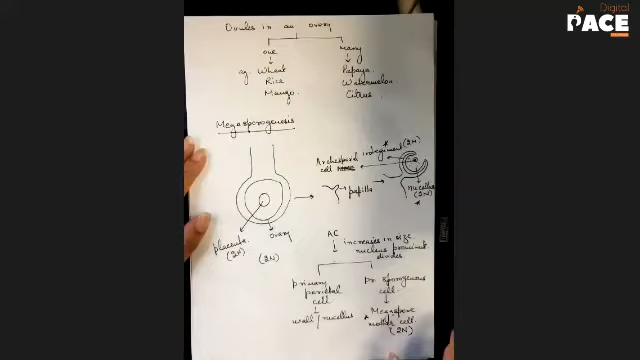 Digital
PACE
Ovules in an ovary
one
many
eg Wheat
Rice
Mango
Papaya
Watermelon
Citrus
Megasporogenesis
integument (2N)
Archesporial
cell
papilla
nucellus
(2N)
placenta
(2N)
ovary
(2N)
AC
increases in size
nucleus prominent
divides
primary
parietal
cell
wall/nucellus
pr. sporogenous
cell
Megaspore
mother cell
(2N)